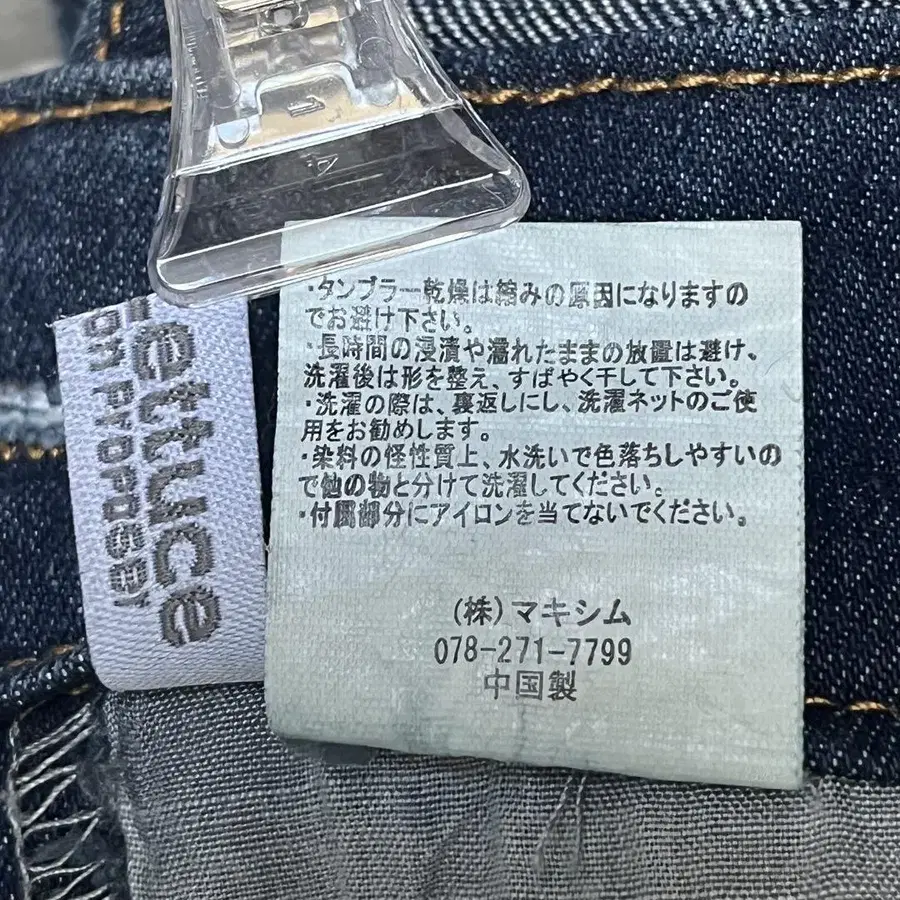 ・タンブラー乾燥は縮みの原因になりますの
でお避け下さい。
・長時間の浸漬や濡れたままの放置は避け、
洗濯後は形を整え、すばやく干して下さい。
・洗濯の際は、裏返しにし、洗濯ネットのご使
用をお勧めします。
・染料の怪性質上、水洗いで色落ちしやすいの
で他の物と分けて洗濯してください。
・付属部分にアイロンを当てないでください。
(株)マキシム
078-271-7799
中国製
ettuce
on proposal
1